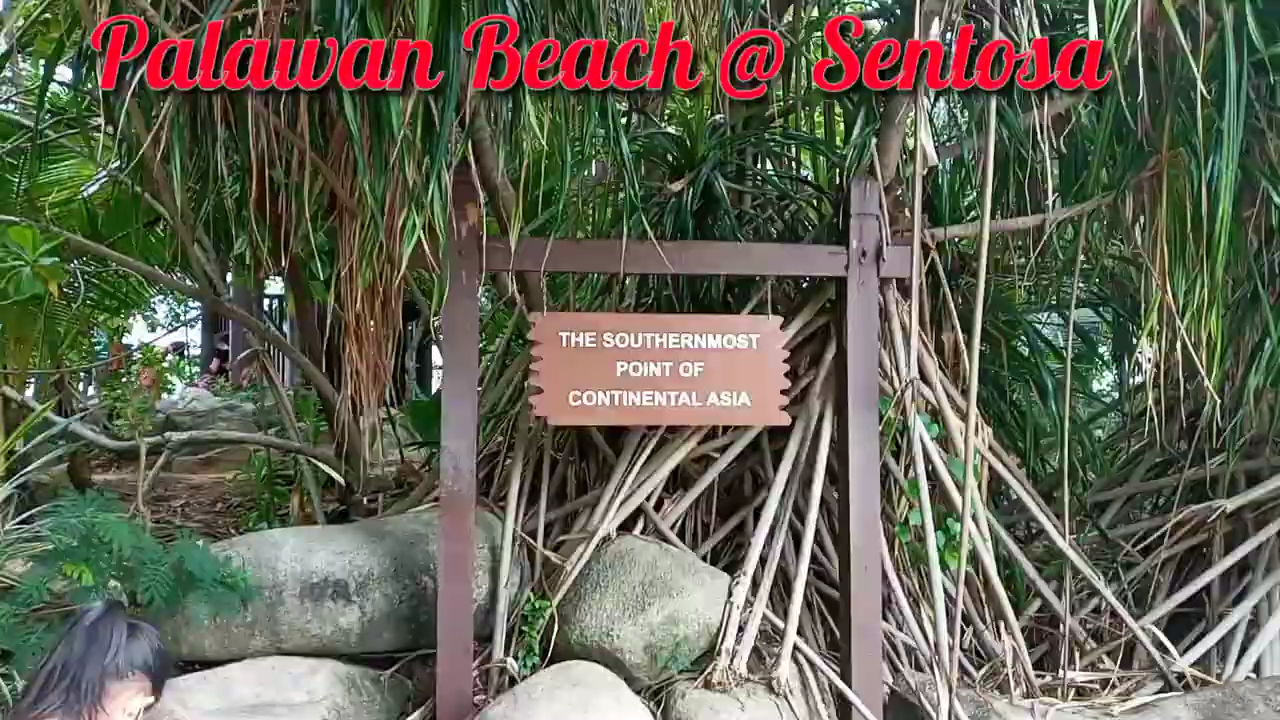 Palawan Beach @ Sentosa
THE SOUTHERNMOST
POINT OF
CONTINENTAL ASIA